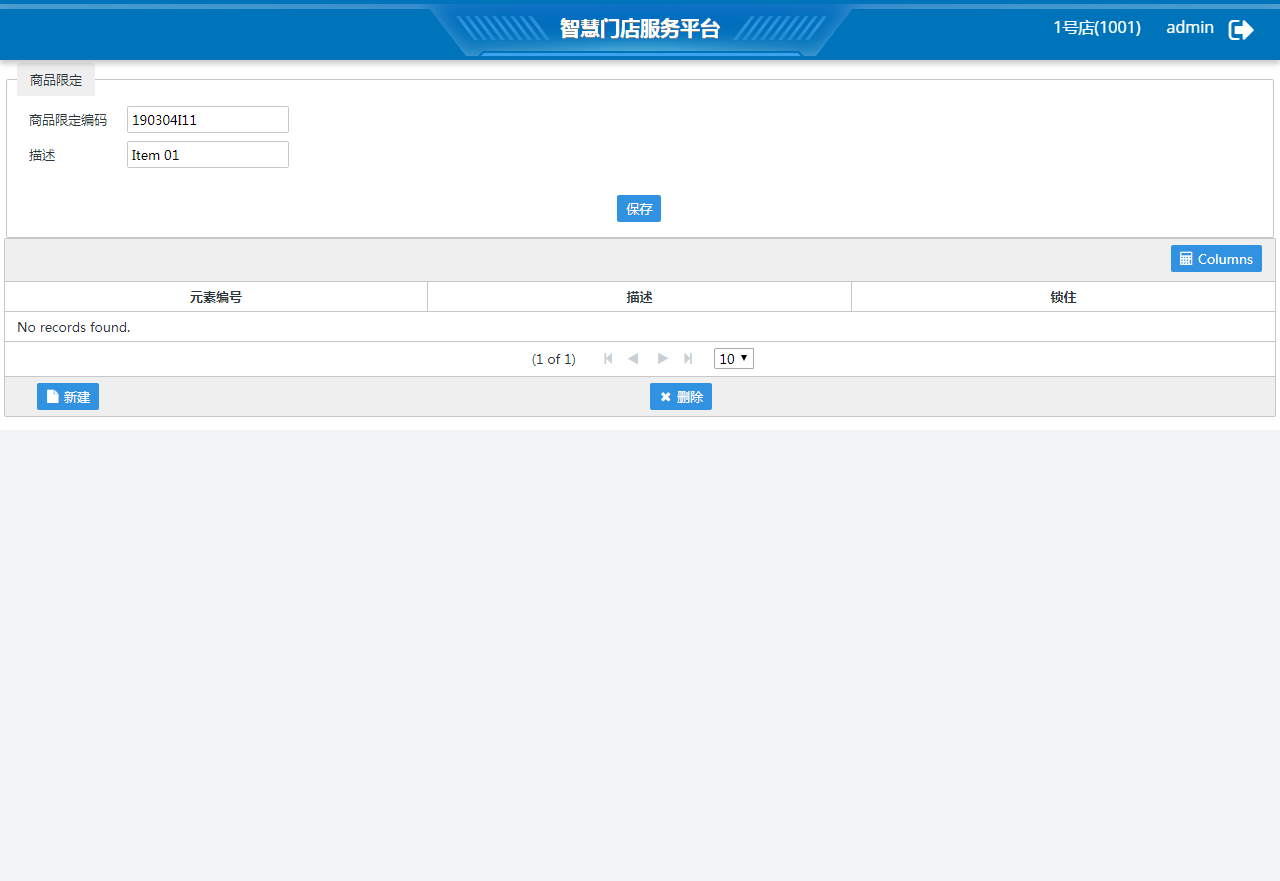 智慧门店服务平台
1号店(1001) admin
商品限定
商品限定编码 190304I11
描述 Item 01
保存
Columns
元素编号 描述 锁住
No records found.
(1 of 1) 10
新建 删除